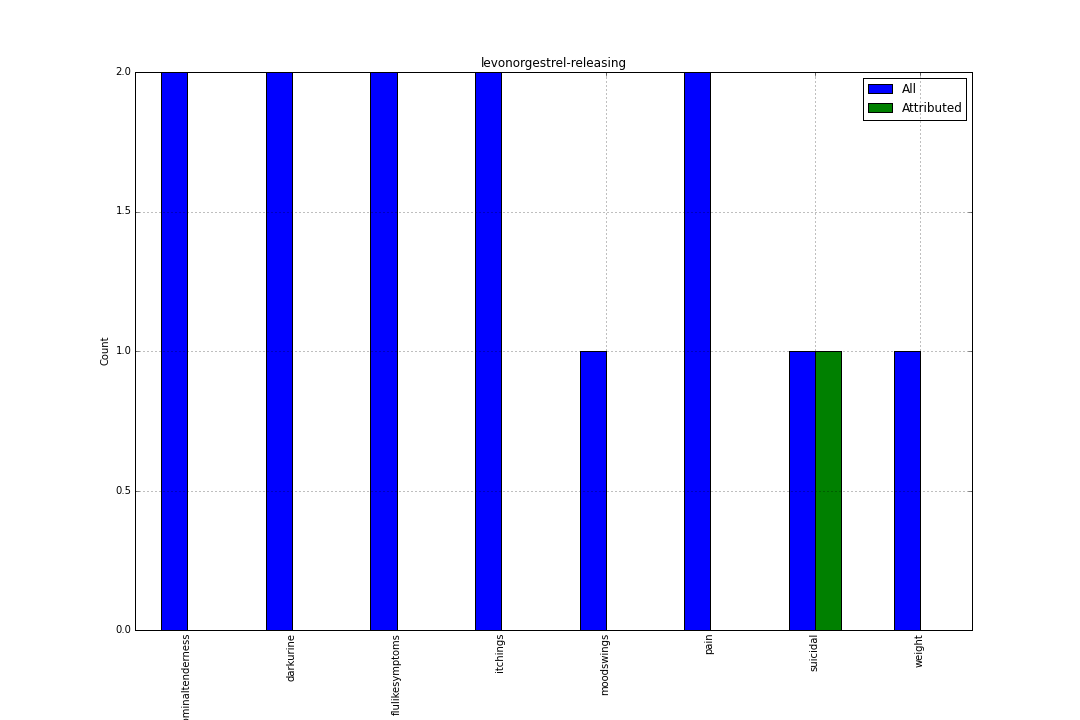 levonorgestrel-releasing
All
Attributed
Count
2.0
1.5
1.0
0.5
0.0
ominaltenderness
darkurine
flulikesymptoms
itchings
moodswings
pain
suicidal
weight